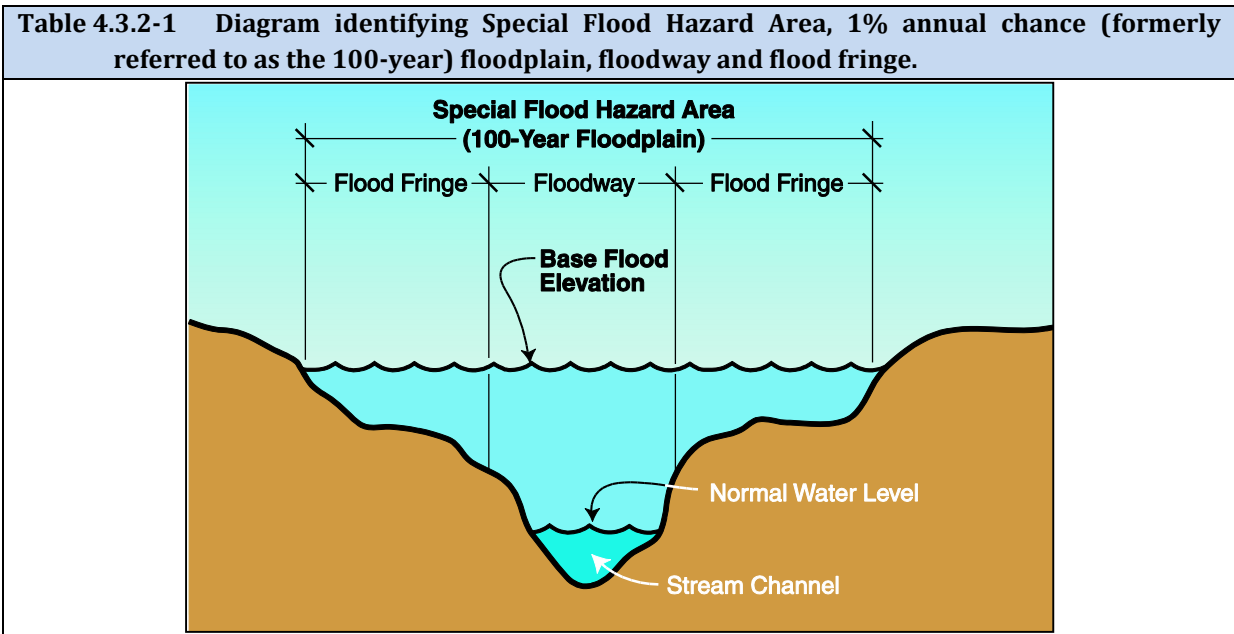 Table 4.3.2-1 Diagram identifying Special Flood Hazard Area, 1% annual chance (formerly
referred to as the 100-year) floodplain, floodway and flood fringe.
Special Flood Hazard Area
(100-Year Floodplain)
Flood Fringe Floodway Flood Fringe
Base Flood
Elevation
Normal Water Level
Stream Channel